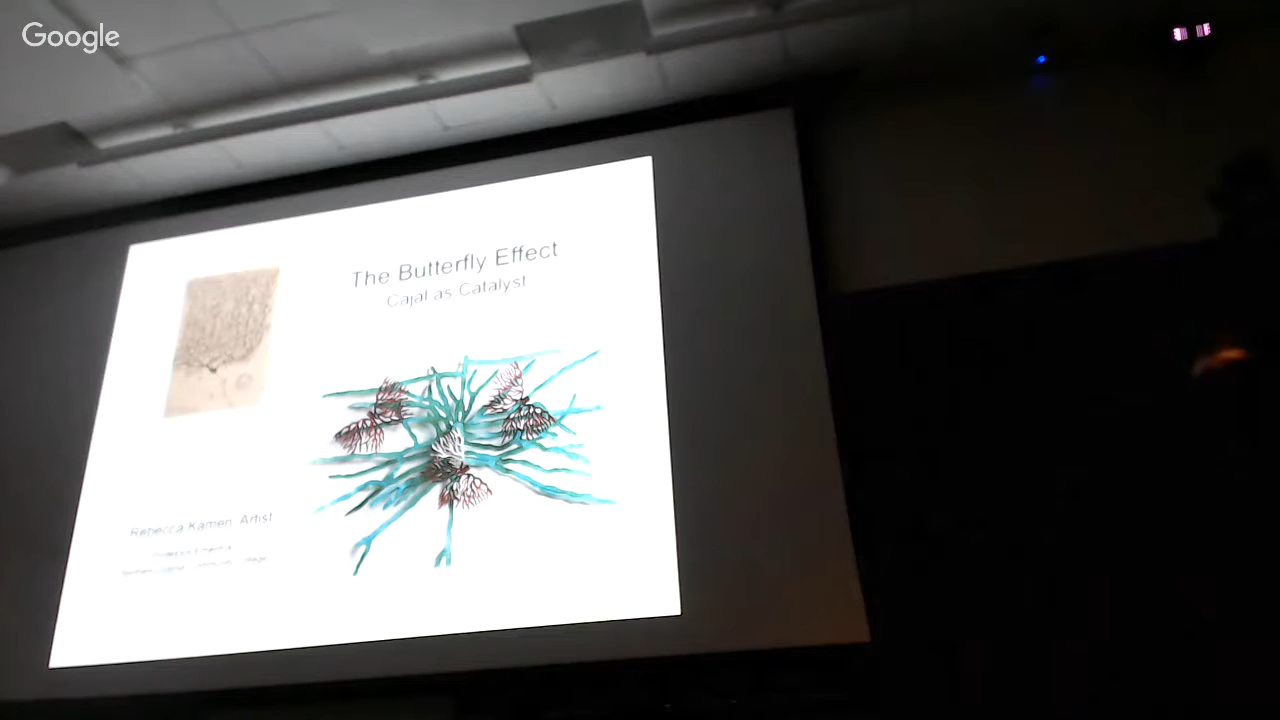 Google
The Butterfly Effect
Cajal as Catalyst
Rebecca Kamen Artist